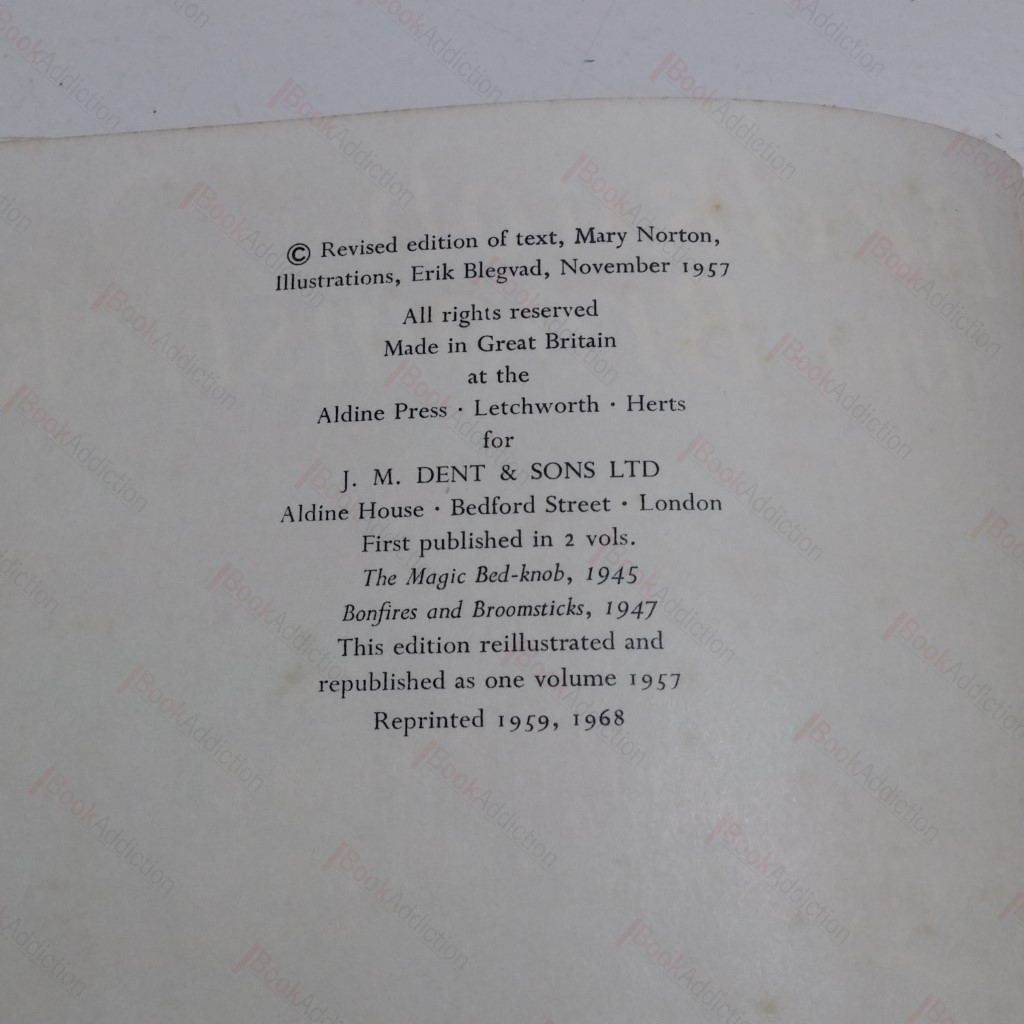 © Revised edition of text, Mary Norton,
Illustrations, Erik Blegvad, November 1957
All rights reserved
Made in Great Britain
at the
Aldine Press · Letchworth · Herts
for
J. M. DENT & SONS LTD
Aldine House · Bedford Street · London
First published in 2 vols.
The Magic Bed-knob, 1945
Bonfires and Broomsticks, 1947
This edition reillustrated and
republished as one volume 1957
Reprinted 1959, 1968
BookAddiction